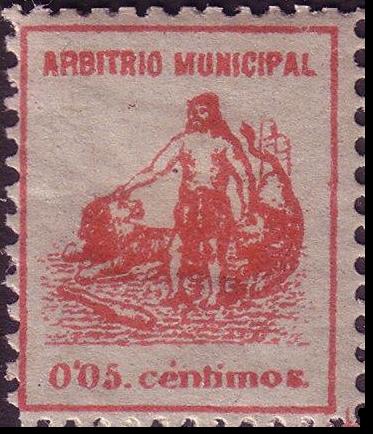 ARBITRIO MUNICIPAL
0'05. céntimos.